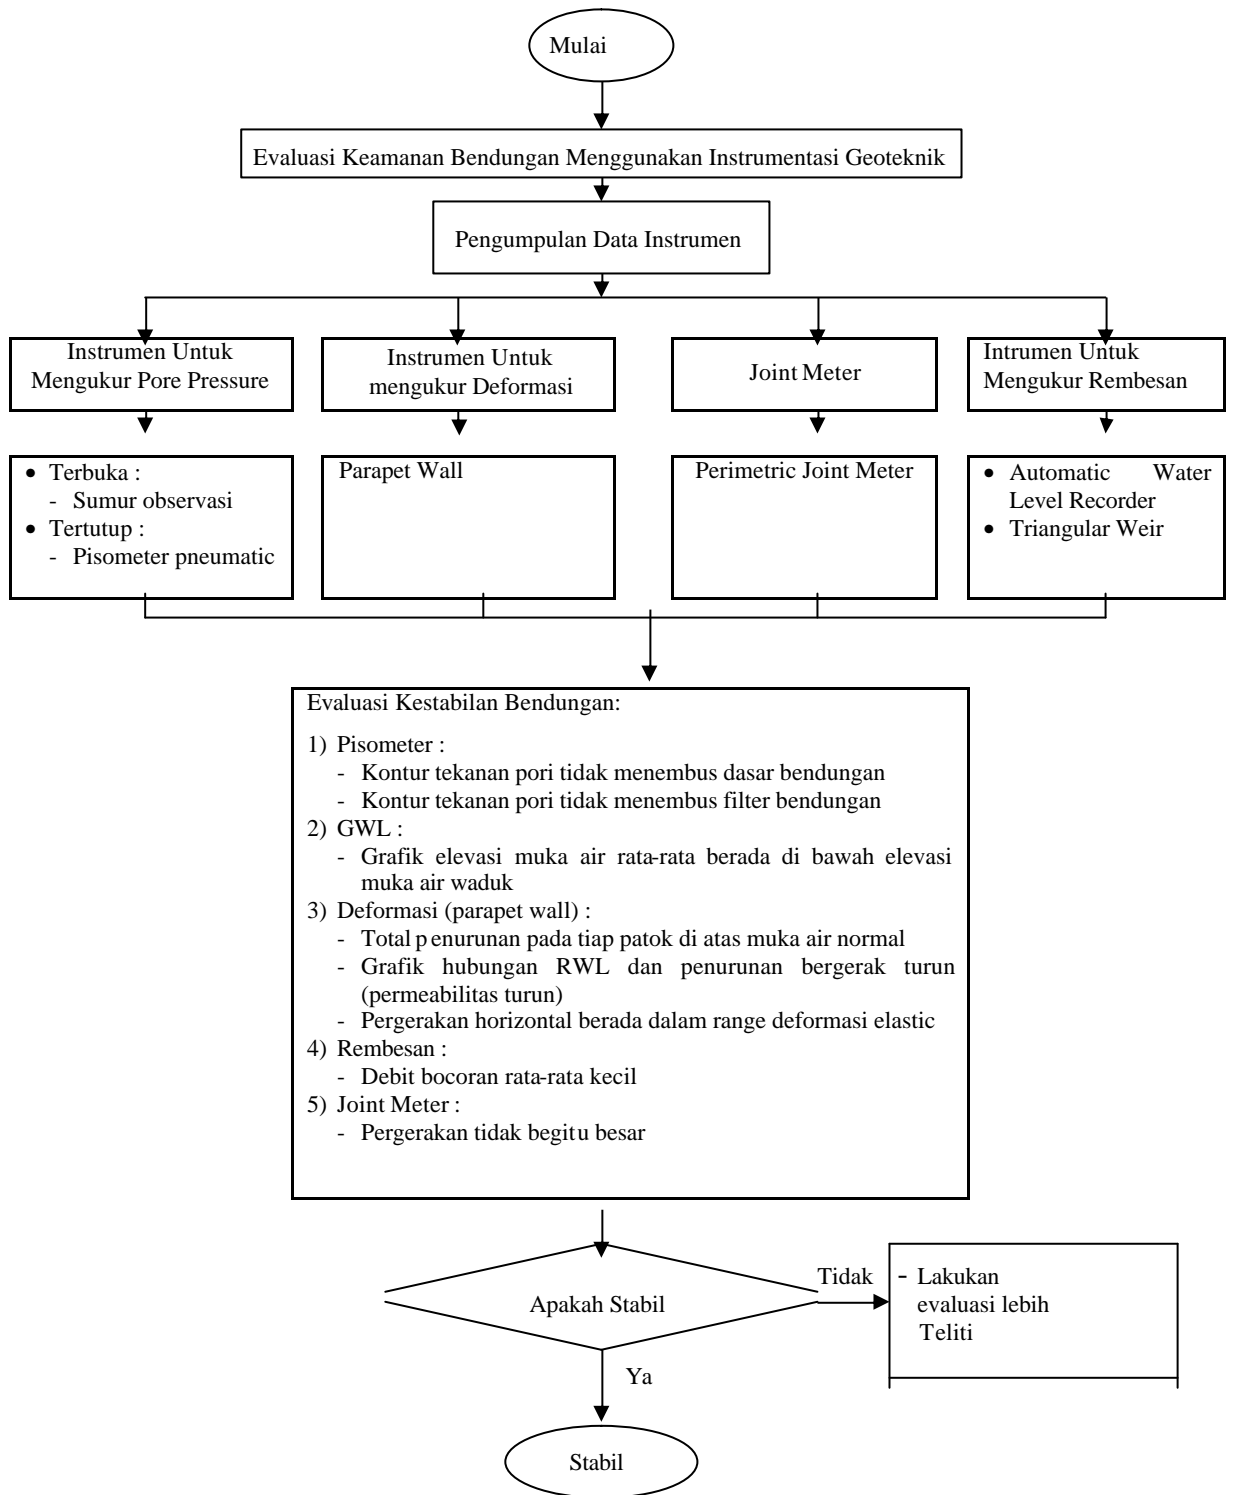 Mulai
Evaluasi Keamanan Bendungan Menggunakan Instrumentasi Geoteknik
Pengumpulan Data Instrumen
Instrumen Untuk
Mengukur Pore Pressure
Instrumen Untuk
mengukur Deformasi
Joint Meter
Intrumen Untuk
Mengukur Rembesan
• Terbuka :
- Sumur observasi
• Tertutup :
- Pisometer pneumatic
Parapet Wall
Perimetric Joint Meter
• Automatic Water
Level Recorder
• Triangular Weir
Evaluasi Kestabilan Bendungan:
1) Pisometer :
- Kontur tekanan pori tidak menembus dasar bendungan
- Kontur tekanan pori tidak menembus filter bendungan
2) GWL :
- Grafik elevasi muka air rata-rata berada di bawah elevasi
muka air waduk
3) Deformasi (parapet wall) :
- Total penurunan pada tiap patok di atas muka air normal
- Grafik hubungan RWL dan penurunan bergerak turun
(permeabilitas turun)
- Pergerakan horizontal berada dalam range deformasi elastic
4) Rembesan :
- Debit bocoran rata-rata kecil
5) Joint Meter :
- Pergerakan tidak begitu besar
Apakah Stabil
Tidak
- Lakukan
evaluasi lebih
Teliti
Ya
Stabil